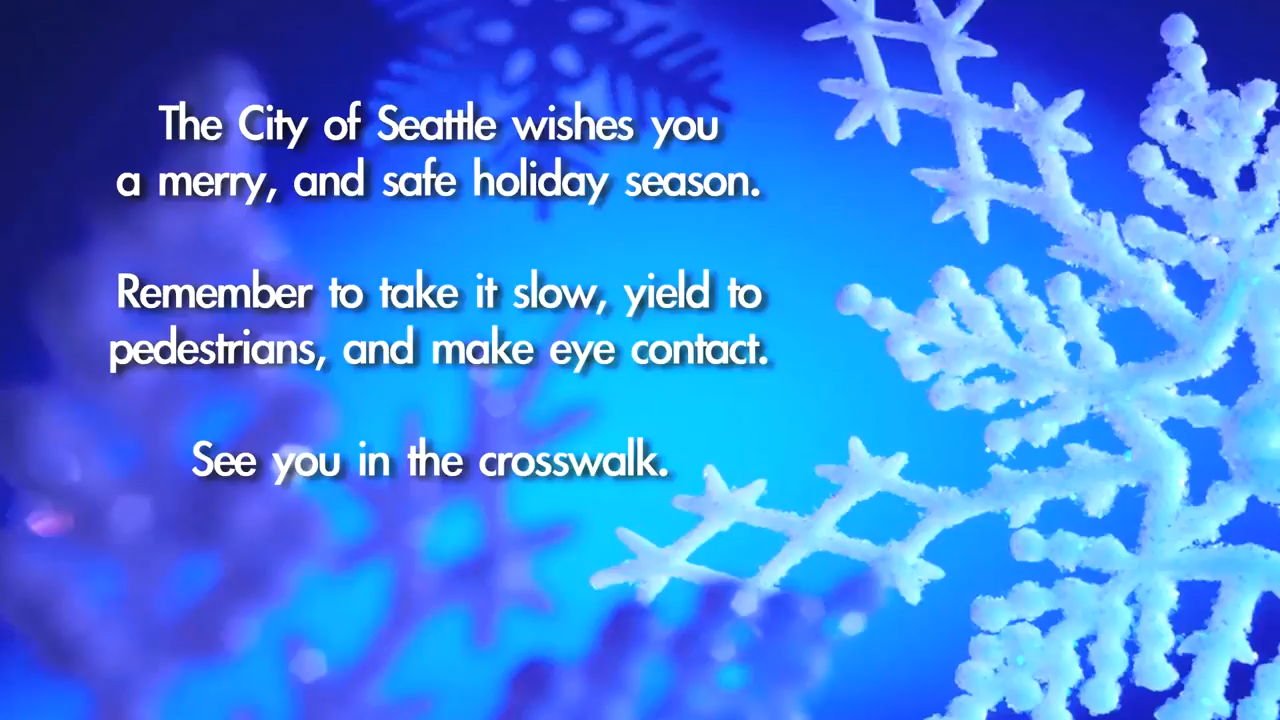 The City of Seattle wishes you
a merry, and safe holiday season.
Remember to take it slow, yield to
pedestrians, and make eye contact.
See you in the crosswalk.